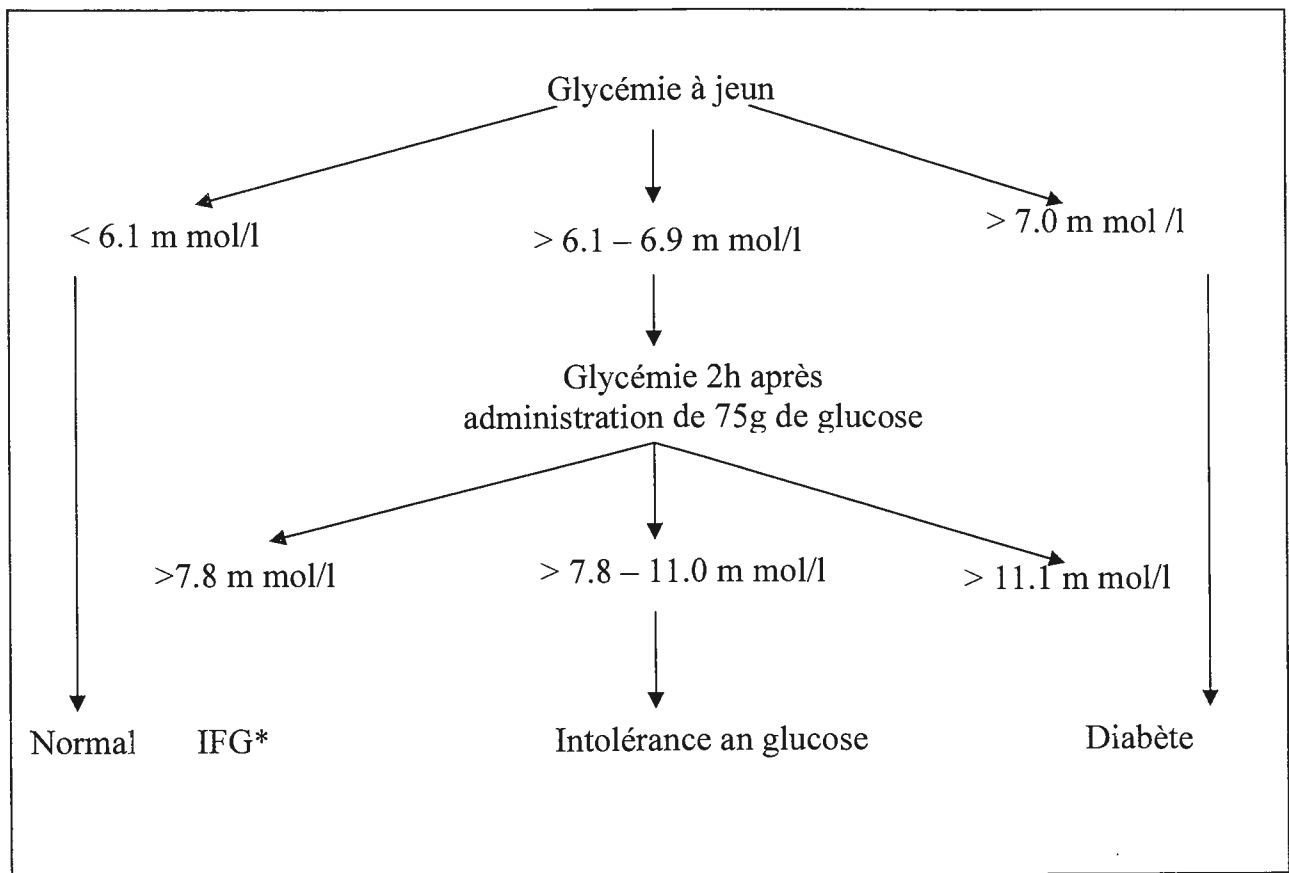 Glycémie à jeun
< 6.1 m mol/l
> 6.1 – 6.9 m mol/l
> 7.0 m mol /l
Glycémie 2h après
administration de 75g de glucose
>7.8 m mol/l
> 7.8 – 11.0 m mol/l
> 11.1 m mol/l
Normal
IFG*
Intolérance an glucose
Diabète